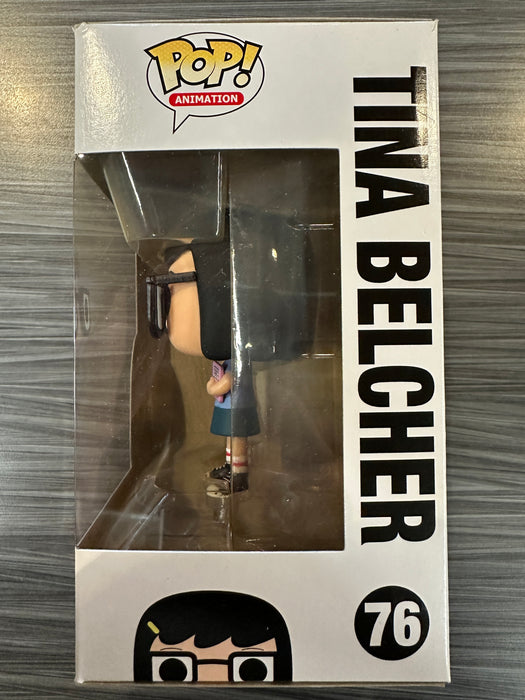 POP!
ANIMATION
TINA BELCHER
76